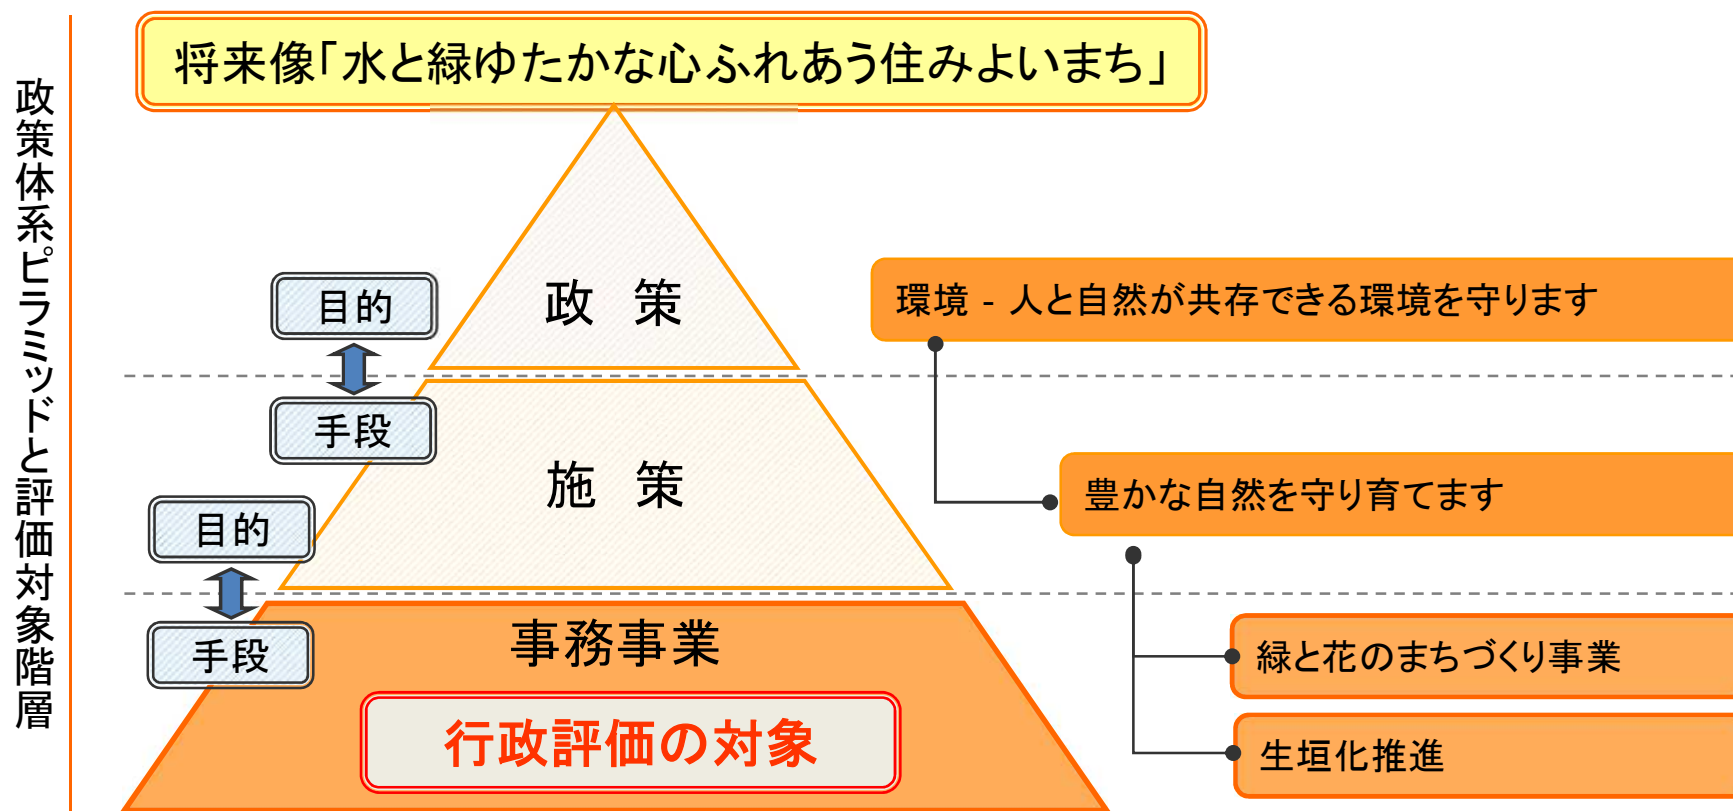 政策体系ピラミッドと評価対象階層
将来像「水と緑ゆたかな心ふれあう住みよいまち」
政 策
目的
手段
環境 - 人と自然が共存できる環境を守ります
施 策
豊かな自然を守り育てます
目的
手段
事務事業
行政評価の対象
緑と花のまちづくり事業
生垣化推進